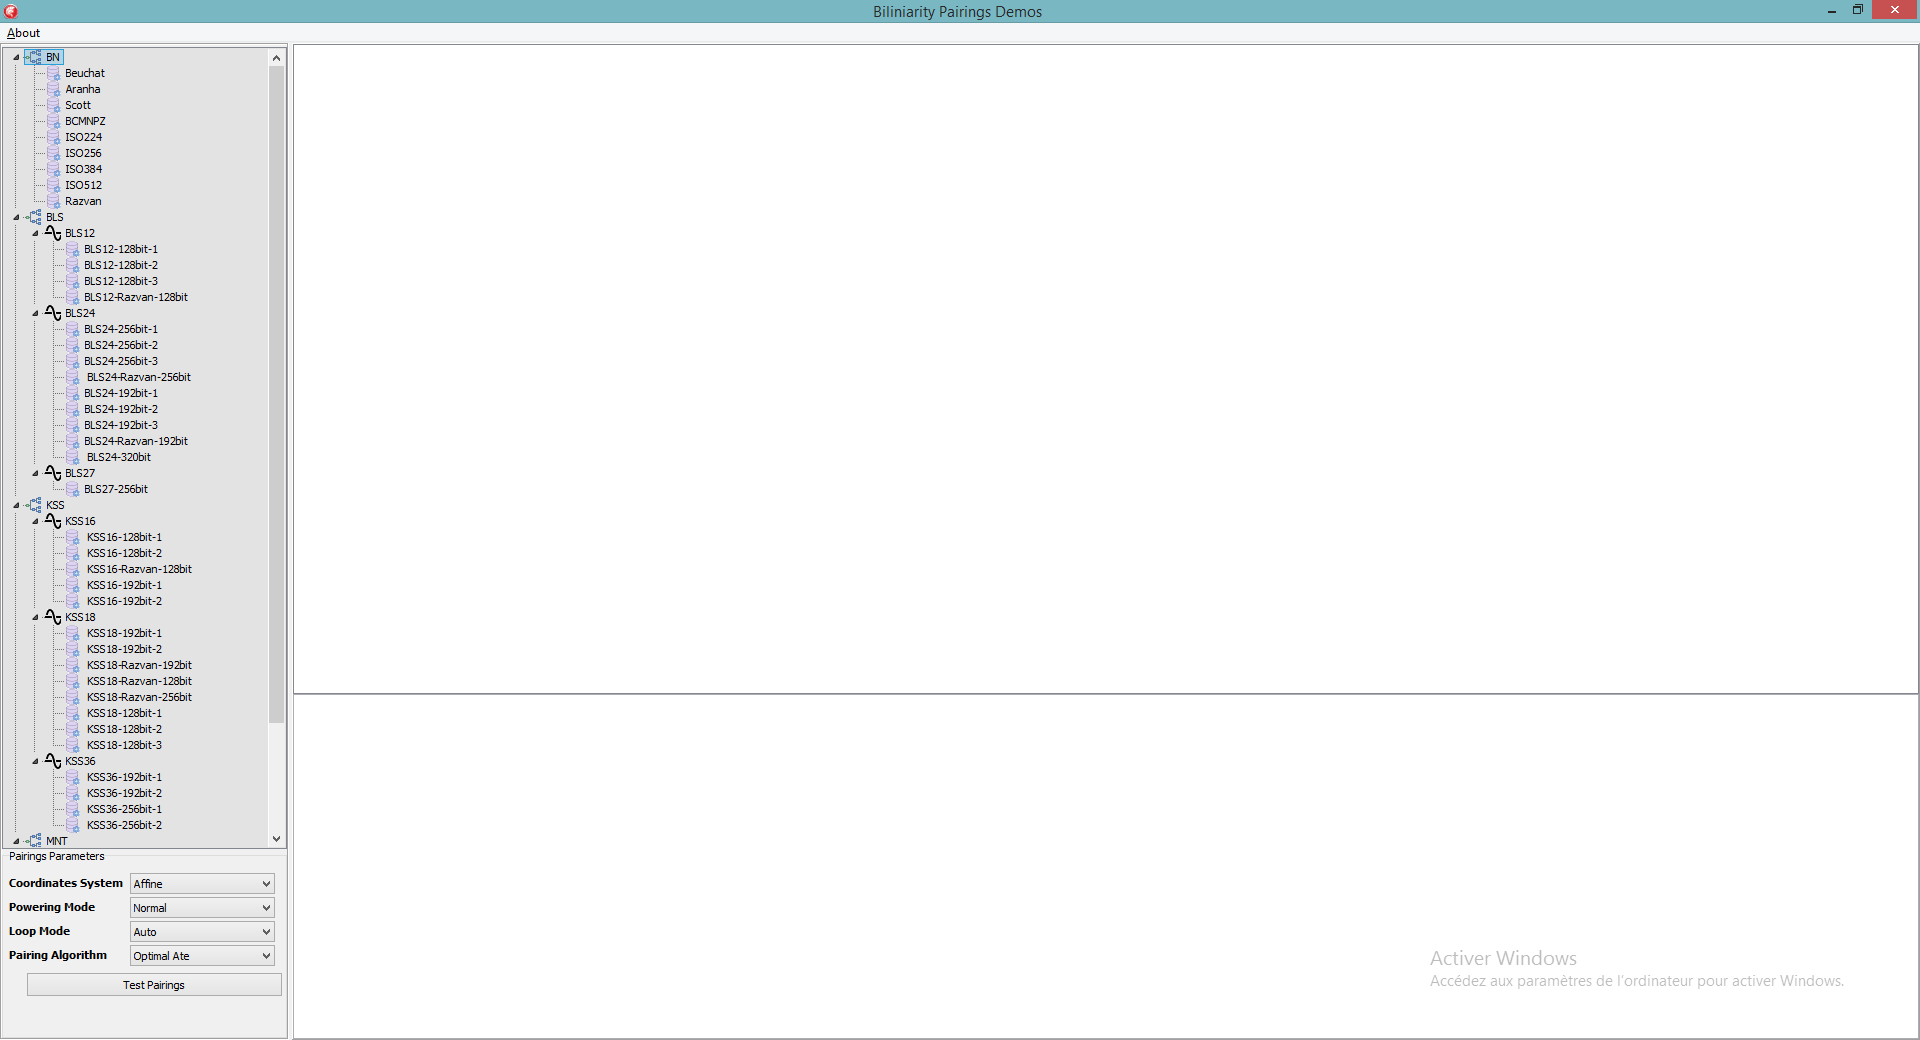 Biliniarity Pairings Demos
About
BN
Beuchat
Aranha
Scott
BCMNPZ
ISO224
ISO256
ISO384
ISO512
Razvan
BLS
BLS12
BLS12-128bit-1
BLS12-128bit-2
BLS12-128bit-3
BLS12-Razvan-128bit
BLS24
BLS24-256bit-1
BLS24-256bit-2
BLS24-256bit-3
BLS24-Razvan-256bit
BLS24-192bit-1
BLS24-192bit-2
BLS24-192bit-3
BLS24-Razvan-192bit
BLS24-320bit
BLS27
BLS27-256bit
KSS
KSS16
KSS16-128bit-1
KSS16-128bit-2
KSS16-Razvan-128bit
KSS16-192bit-1
KSS16-192bit-2
KSS18
KSS18-192bit-1
KSS18-192bit-2
KSS18-Razvan-192bit
KSS18-Razvan-128bit
KSS18-Razvan-256bit
KSS18-128bit-1
KSS18-128bit-2
KSS18-128bit-3
KSS36
KSS36-192bit-1
KSS36-192bit-2
KSS36-256bit-1
KSS36-256bit-2
MNT
Pairings Parameters
Coordinates System Affine
Powering Mode Normal
Loop Mode Auto
Pairing Algorithm Optimal Ate
Test Pairings
Activer Windows
Accédez aux paramètres de l'ordinateur pour activer Windows.